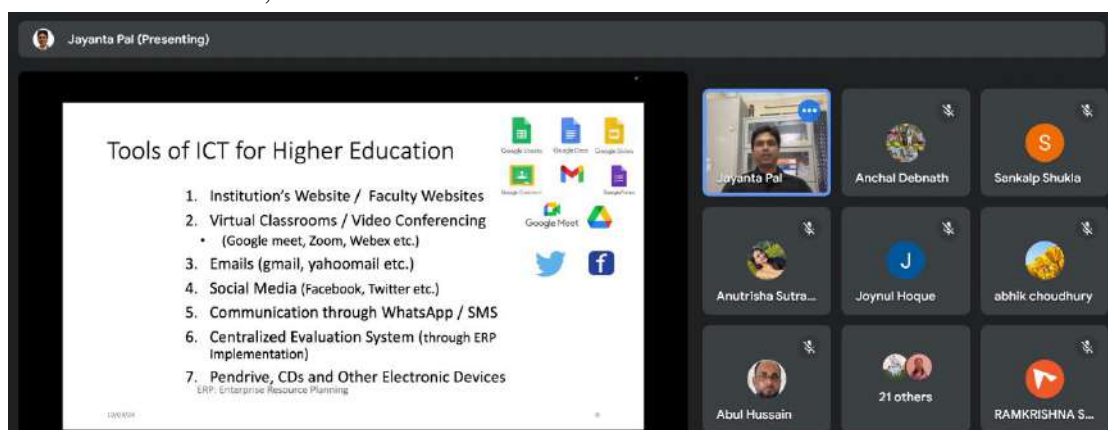 Jayanta Pal (Presenting)
Tools of ICT for Higher Education
1. Institution's Website / Faculty Websites
2. Virtual Classrooms / Video Conferencing
• (Google meet, Zoom, Webex etc.)
3. Emails (gmail, yahoomail etc.)
4. Social Media (Facebook, Twitter etc.)
5. Communication through WhatsApp / SMS
6. Centralized Evaluation System (through ERP
Implementation)
7. Pendrive, CDs and Other Electronic Devices
ERP: Enterprise Resource Planning
Google Sheets Google Docs Google Slides
Google Classroom Google Forms
Google Meet
Jayanta Pal
Anchal Debnath
S
Sankalp Shukla
Anutrisha Sutra...
J
Joynul Hoque
abhik choudhury
Abul Hussain
21 others
RAMKRISHNA S...